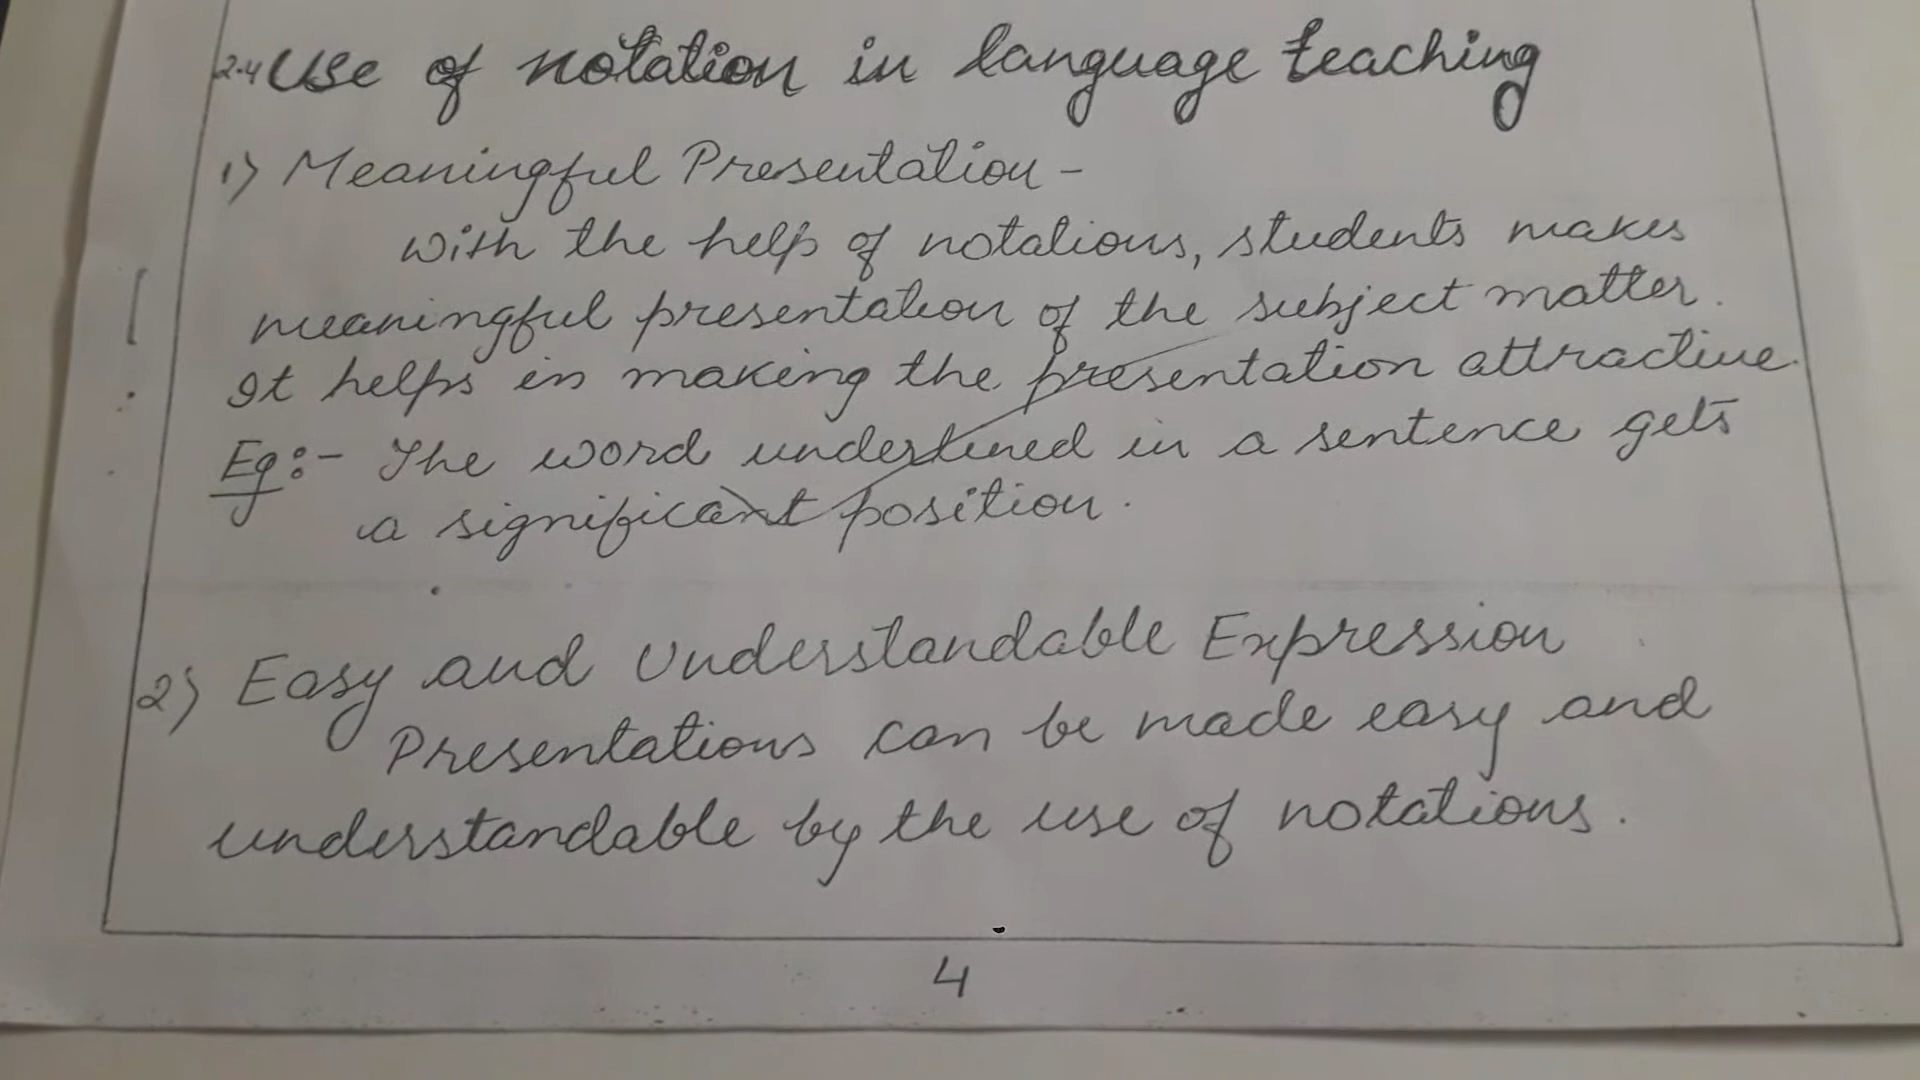 2.4 Use of notation in language teaching
1) Meaningful Presentation -
With the help of notations, students makes
meaningful presentation of the subject matter.
It helps in making the presentation attractive.
Eg:- The word underlined in a sentence gets
a significant position.
2) Easy and Understandable Expression
Presentations can be made easy and
understandable by the use of notations.
4